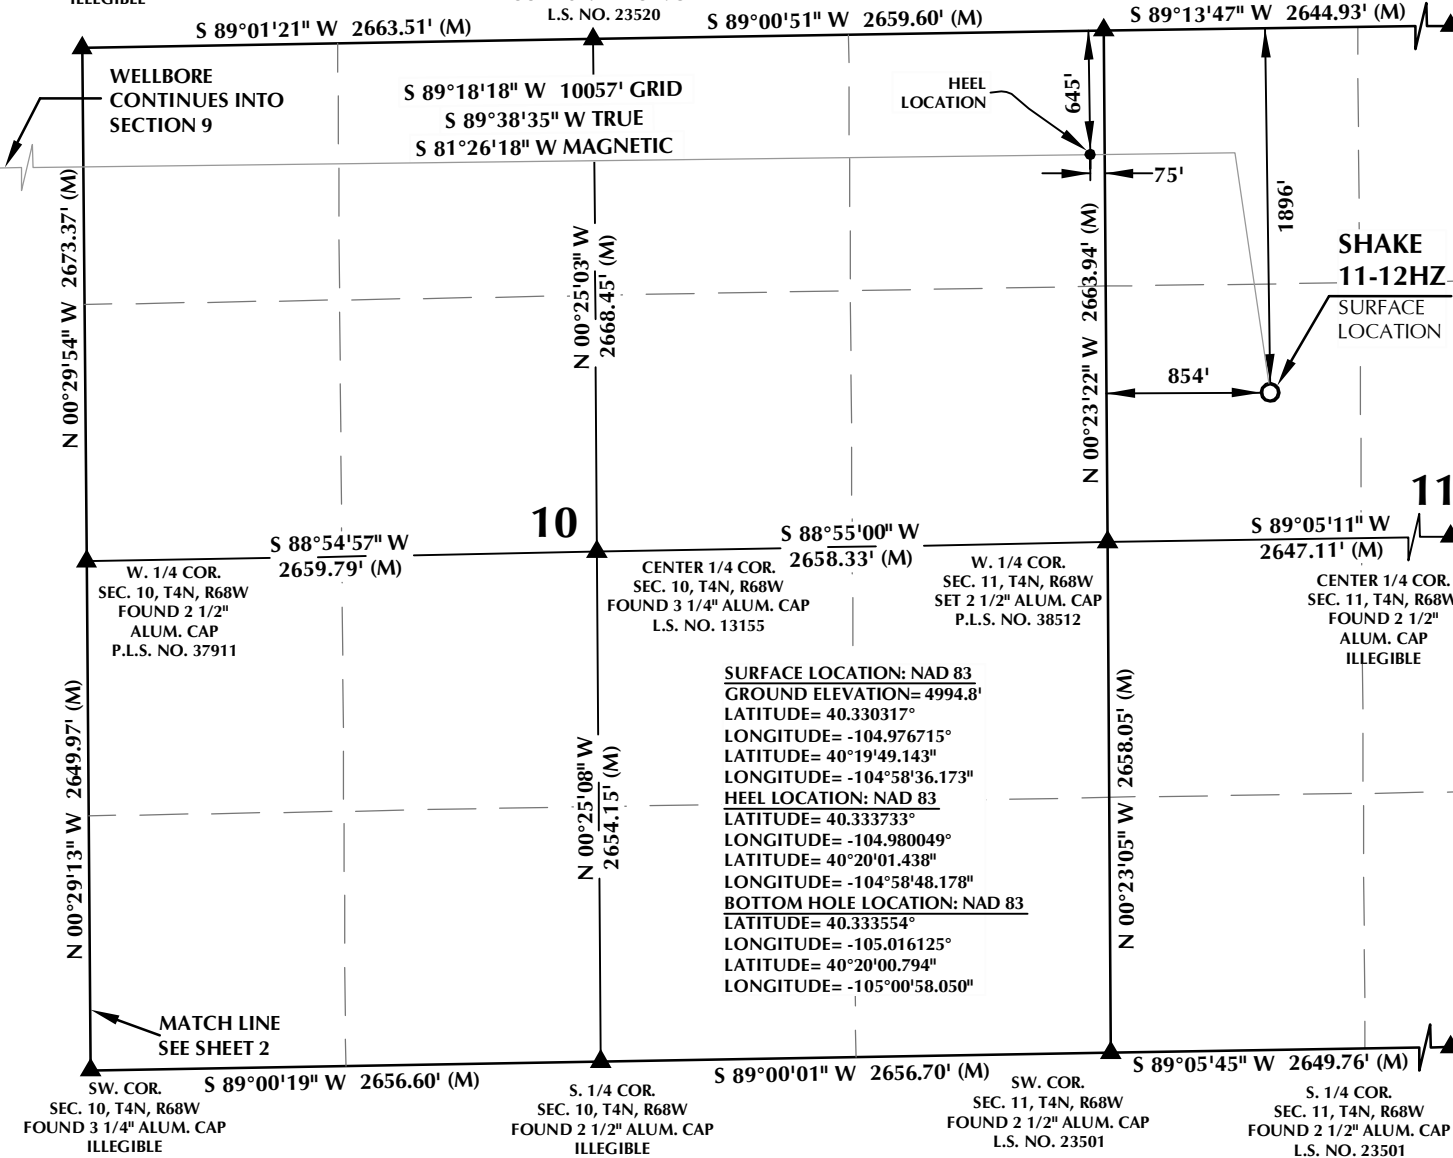 ILLEGIBLE
L.S. NO. 23520
S 89°01'21" W 2663.51' (M)
S 89°00'51" W 2659.60' (M)
S 89°13'47" W 2644.93' (M)
WELLBORE
CONTINUES INTO
SECTION 9
S 89°18'18" W 10057' GRID
S 89°38'35" W TRUE
S 81°26'18" W MAGNETIC
HEEL
LOCATION
645'
75'
1896'
SHAKE
11-12HZ
SURFACE
LOCATION
854'
N 00°29'54" W 2673.37' (M)
N 00°25'03" W
2668.45' (M)
N 00°23'22" W 2663.94' (M)
10
11
S 88°54'57" W
2659.79' (M)
S 88°55'00" W
2658.33' (M)
S 89°05'11" W
2647.11' (M)
W. 1/4 COR.
SEC. 10, T4N, R68W
FOUND 2 1/2"
ALUM. CAP
P.L.S. NO. 37911
CENTER 1/4 COR.
SEC. 10, T4N, R68W
FOUND 3 1/4" ALUM. CAP
L.S. NO. 13155
W. 1/4 COR.
SEC. 11, T4N, R68W
SET 2 1/2" ALUM. CAP
P.L.S. NO. 38512
CENTER 1/4 COR.
SEC. 11, T4N, R68W
FOUND 2 1/2"
ALUM. CAP
ILLEGIBLE
SURFACE LOCATION: NAD 83
GROUND ELEVATION= 4994.8'
LATITUDE= 40.330317°
LONGITUDE= -104.976715°
LATITUDE= 40°19'49.143"
LONGITUDE= -104°58'36.173"
HEEL LOCATION: NAD 83
LATITUDE= 40.333733°
LONGITUDE= -104.980049°
LATITUDE= 40°20'01.438"
LONGITUDE= -104°58'48.178"
BOTTOM HOLE LOCATION: NAD 83
LATITUDE= 40.333554°
LONGITUDE= -105.016125°
LATITUDE= 40°20'00.794"
LONGITUDE= -105°00'58.050"
N 00°29'13" W 2649.97' (M)
N 00°25'08" W
2654.15' (M)
N 00°23'05" W 2658.05' (M)
MATCH LINE
SEE SHEET 2
S 89°00'19" W 2656.60' (M)
S 89°00'01" W 2656.70' (M)
S 89°05'45" W 2649.76' (M)
SW. COR.
SEC. 10, T4N, R68W
FOUND 3 1/4" ALUM. CAP
ILLEGIBLE
S. 1/4 COR.
SEC. 10, T4N, R68W
FOUND 2 1/2" ALUM. CAP
ILLEGIBLE
SW. COR.
SEC. 11, T4N, R68W
FOUND 2 1/2" ALUM. CAP
L.S. NO. 23501
S. 1/4 COR.
SEC. 11, T4N, R68W
FOUND 2 1/2" ALUM. CAP
L.S. NO. 23501